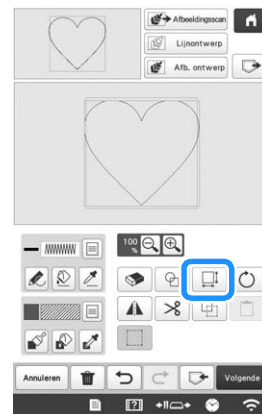 Afbeeldingsscan
Lijnontwerp
Afb. ontwerp
100
%
Annuleren
Volgende
?